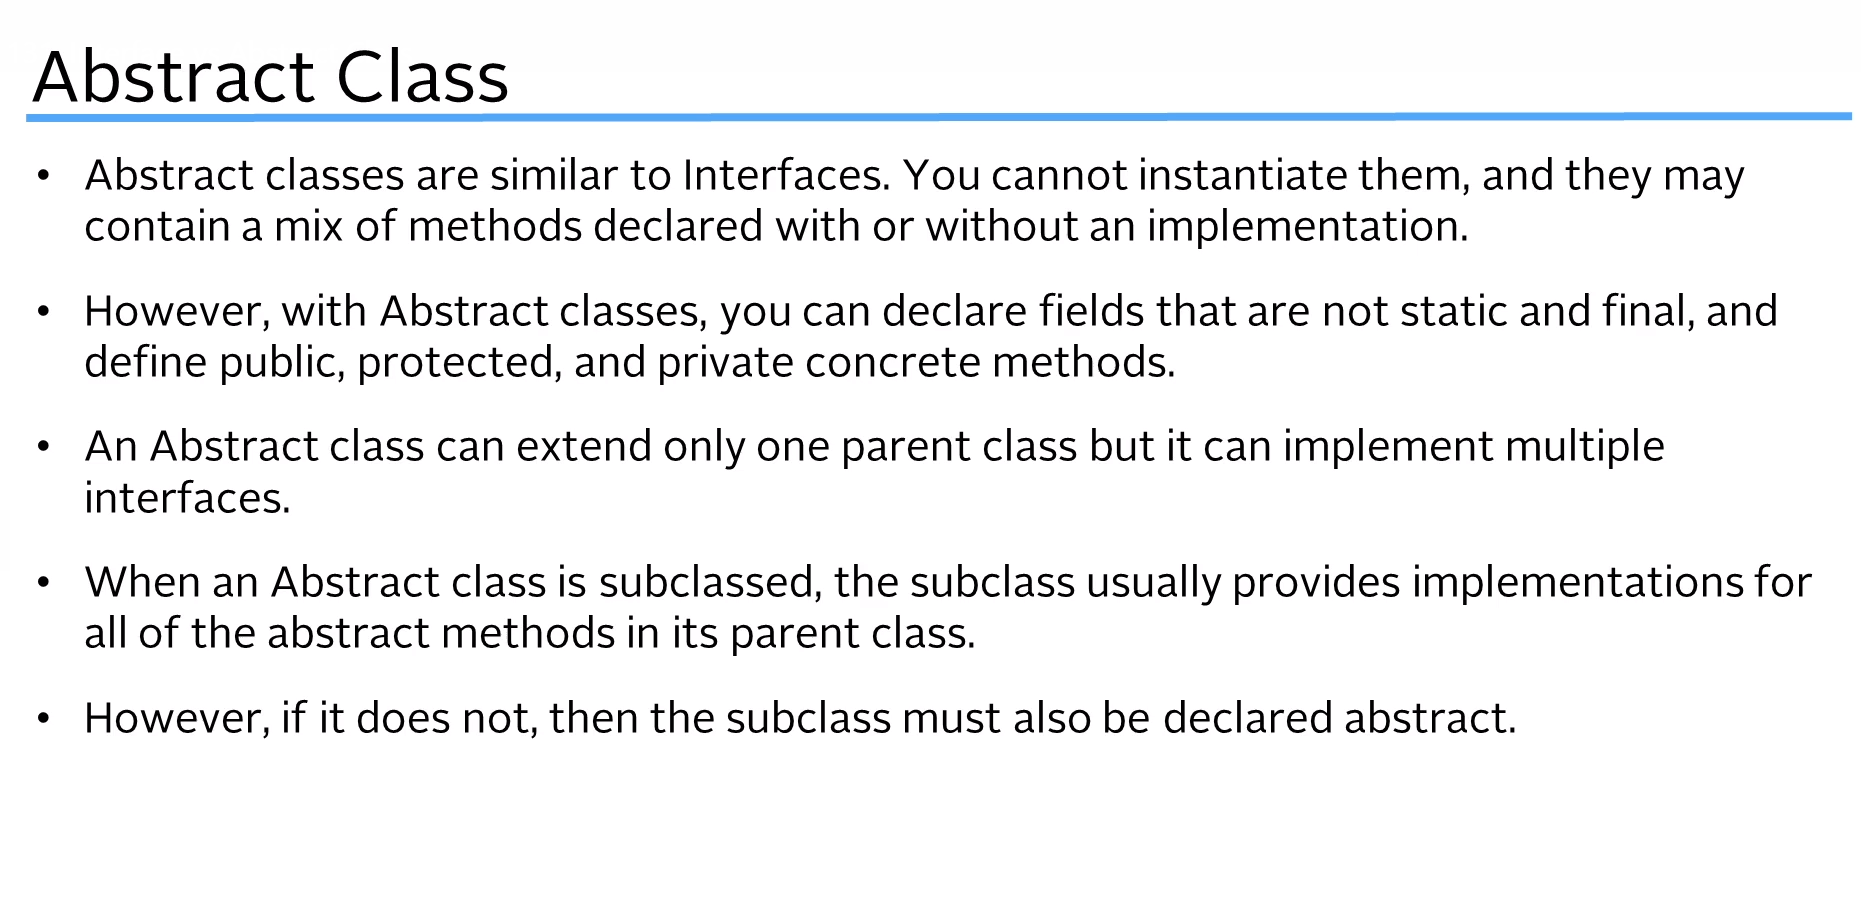 Abstract Class
• Abstract classes are similar to Interfaces. You cannot instantiate them, and they may
contain a mix of methods declared with or without an implementation.
• However, with Abstract classes, you can declare fields that are not static and final, and
define public, protected, and private concrete methods.
• An Abstract class can extend only one parent class but it can implement multiple
interfaces.
• When an Abstract class is subclassed, the subclass usually provides implementations for
all of the abstract methods in its parent class.
• However, if it does not, then the subclass must also be declared abstract.